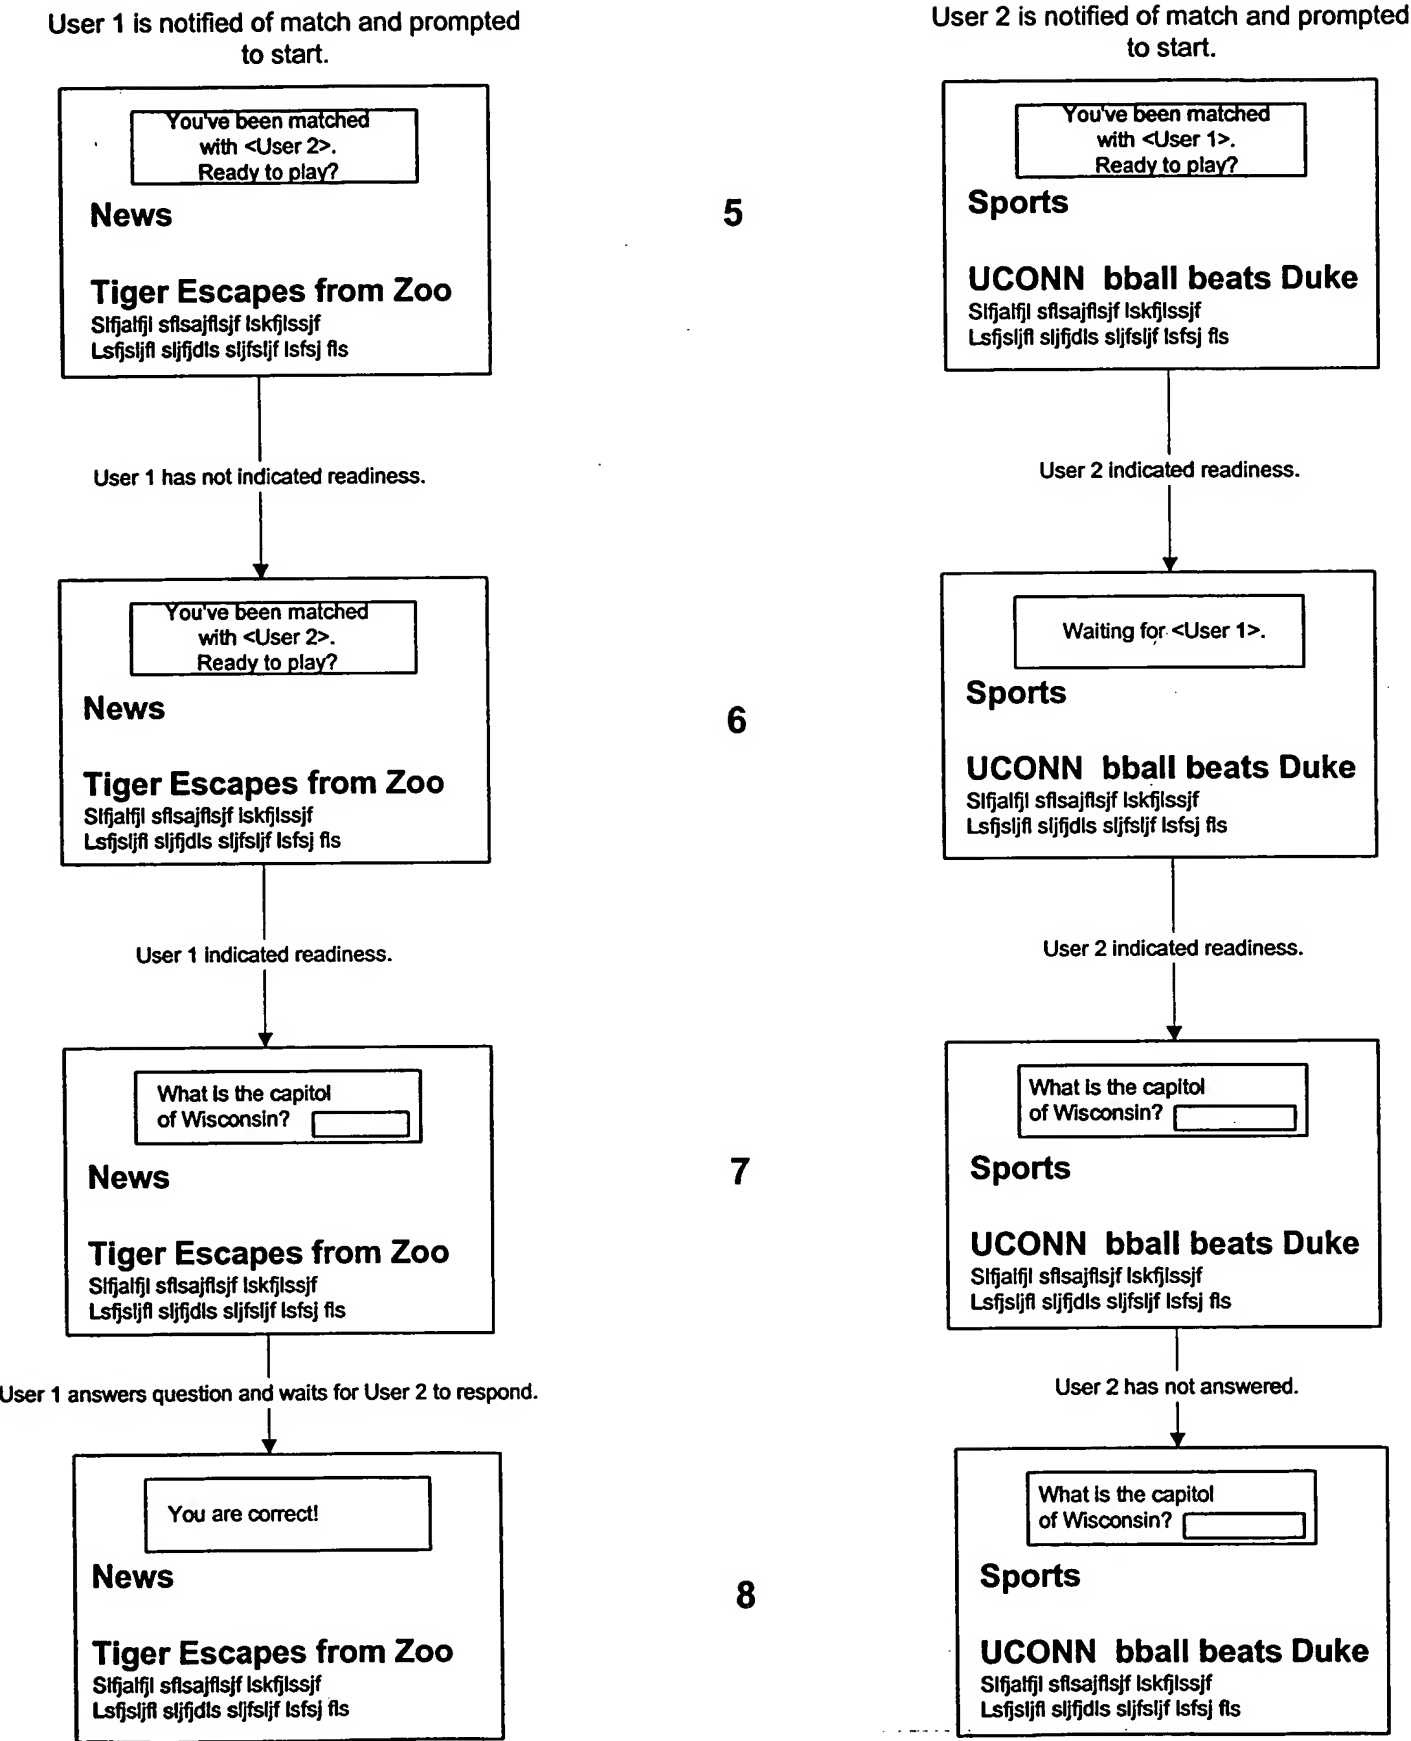 User 1 is notified of match and prompted
to start.
User 2 is notified of match and prompted
to start.
You've been matched
with <User 2>.
Ready to play?
News
Tiger Escapes from Zoo
Slfjalfjl sflsajflsjf lskfjlssjf
Lsfjsljfl sljfjdls sljfsljf lsfsj fls
5
You've been matched
with <User 1>.
Ready to play?
Sports
UCONN bball beats Duke
Slfjalfjl sflsajflsjf lskfjlssjf
Lsfjsljfl sljfjdls sljfsljf lsfsj fls
User 1 has not indicated readiness.
User 2 indicated readiness.
You've been matched
with <User 2>.
Ready to play?
News
Tiger Escapes from Zoo
Slfjalfjl sflsajflsjf lskfjlssjf
Lsfjsljfl sljfjdls sljfsljf lsfsj fls
6
Waiting for <User 1>.
Sports
UCONN bball beats Duke
Slfjalfjl sflsajflsjf lskfjlssjf
Lsfjsljfl sljfjdls sljfsljf lsfsj fls
User 1 indicated readiness.
User 2 indicated readiness.
What is the capitol
of Wisconsin?
News
Tiger Escapes from Zoo
Slfjalfjl sflsajflsjf lskfjlssjf
Lsfjsljfl sljfjdls sljfsljf lsfsj fls
7
What is the capitol
of Wisconsin?
Sports
UCONN bball beats Duke
Slfjalfjl sflsajflsjf lskfjlssjf
Lsfjsljfl sljfjdls sljfsljf lsfsj fls
User 1 answers question and waits for User 2 to respond.
User 2 has not answered.
You are correct!
News
Tiger Escapes from Zoo
Slfjalfjl sflsajflsjf lskfjlssjf
Lsfjsljfl sljfjdls sljfsljf lsfsj fls
8
What is the capitol
of Wisconsin?
Sports
UCONN bball beats Duke
Slfjalfjl sflsajflsjf lskfjlssjf
Lsfjsljfl sljfjdls sljfsljf lsfsj fls